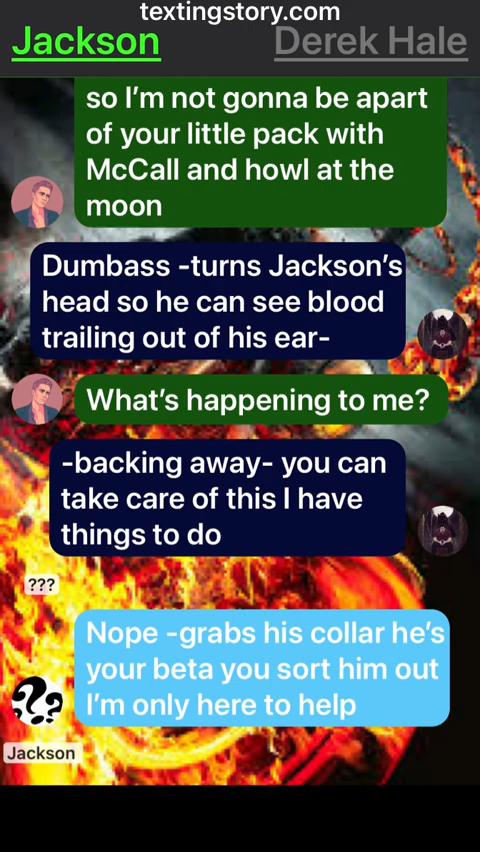 textingstory.com
Jackson
Derek Hale
so I'm not gonna be apart
of your little pack with
McCall and howl at the
moon
Dumbass -turns Jackson's
head so he can see blood
trailing out of his ear-
What's happening to me?
-backing away- you can
take care of this I have
things to do
???
Nope -grabs his collar he's
your beta you sort him out
I'm only here to help
??
Jackson